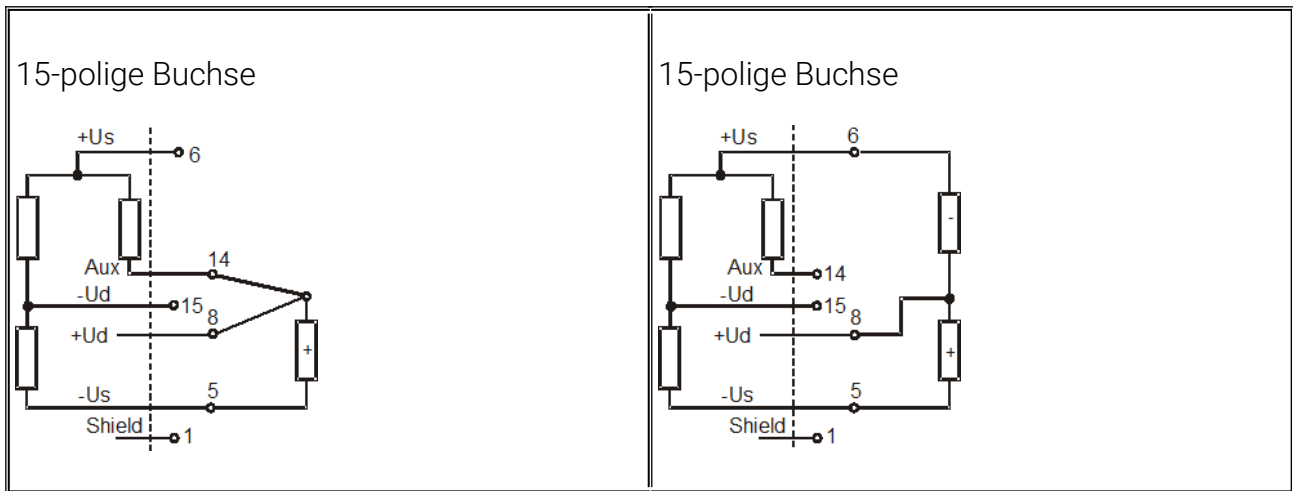 15-polige Buchse
+Us
6
Aux
14
-Ud
15
8
+Ud
+
-Us
5
Shield
1
15-polige Buchse
+Us
6
-
Aux
14
-Ud
15
8
+Ud
+
-Us
5
Shield
1